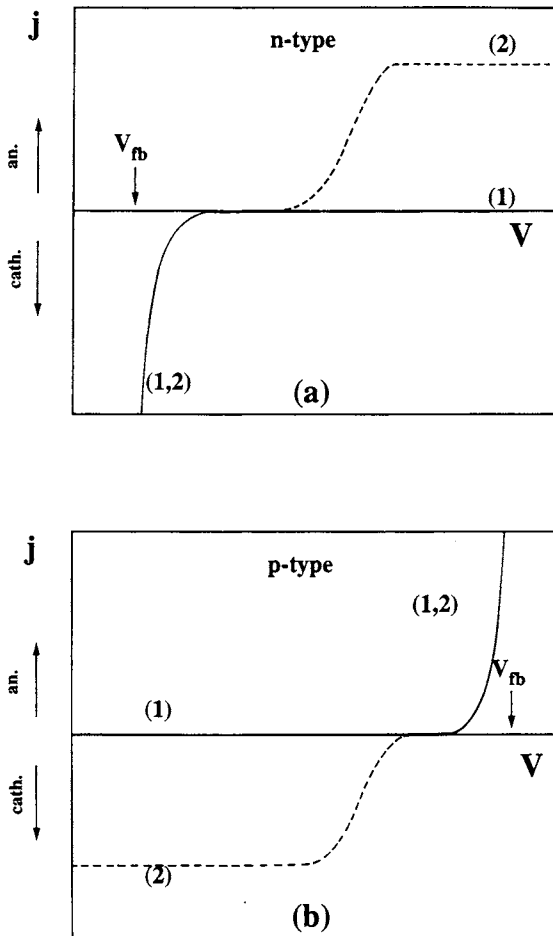 j
n-type
(2)
an.
V_fb
(1)
V
cath.
(1,2)
(a)
j
p-type
(1,2)
an.
(1)
V_fb
V
cath.
(2)
(b)